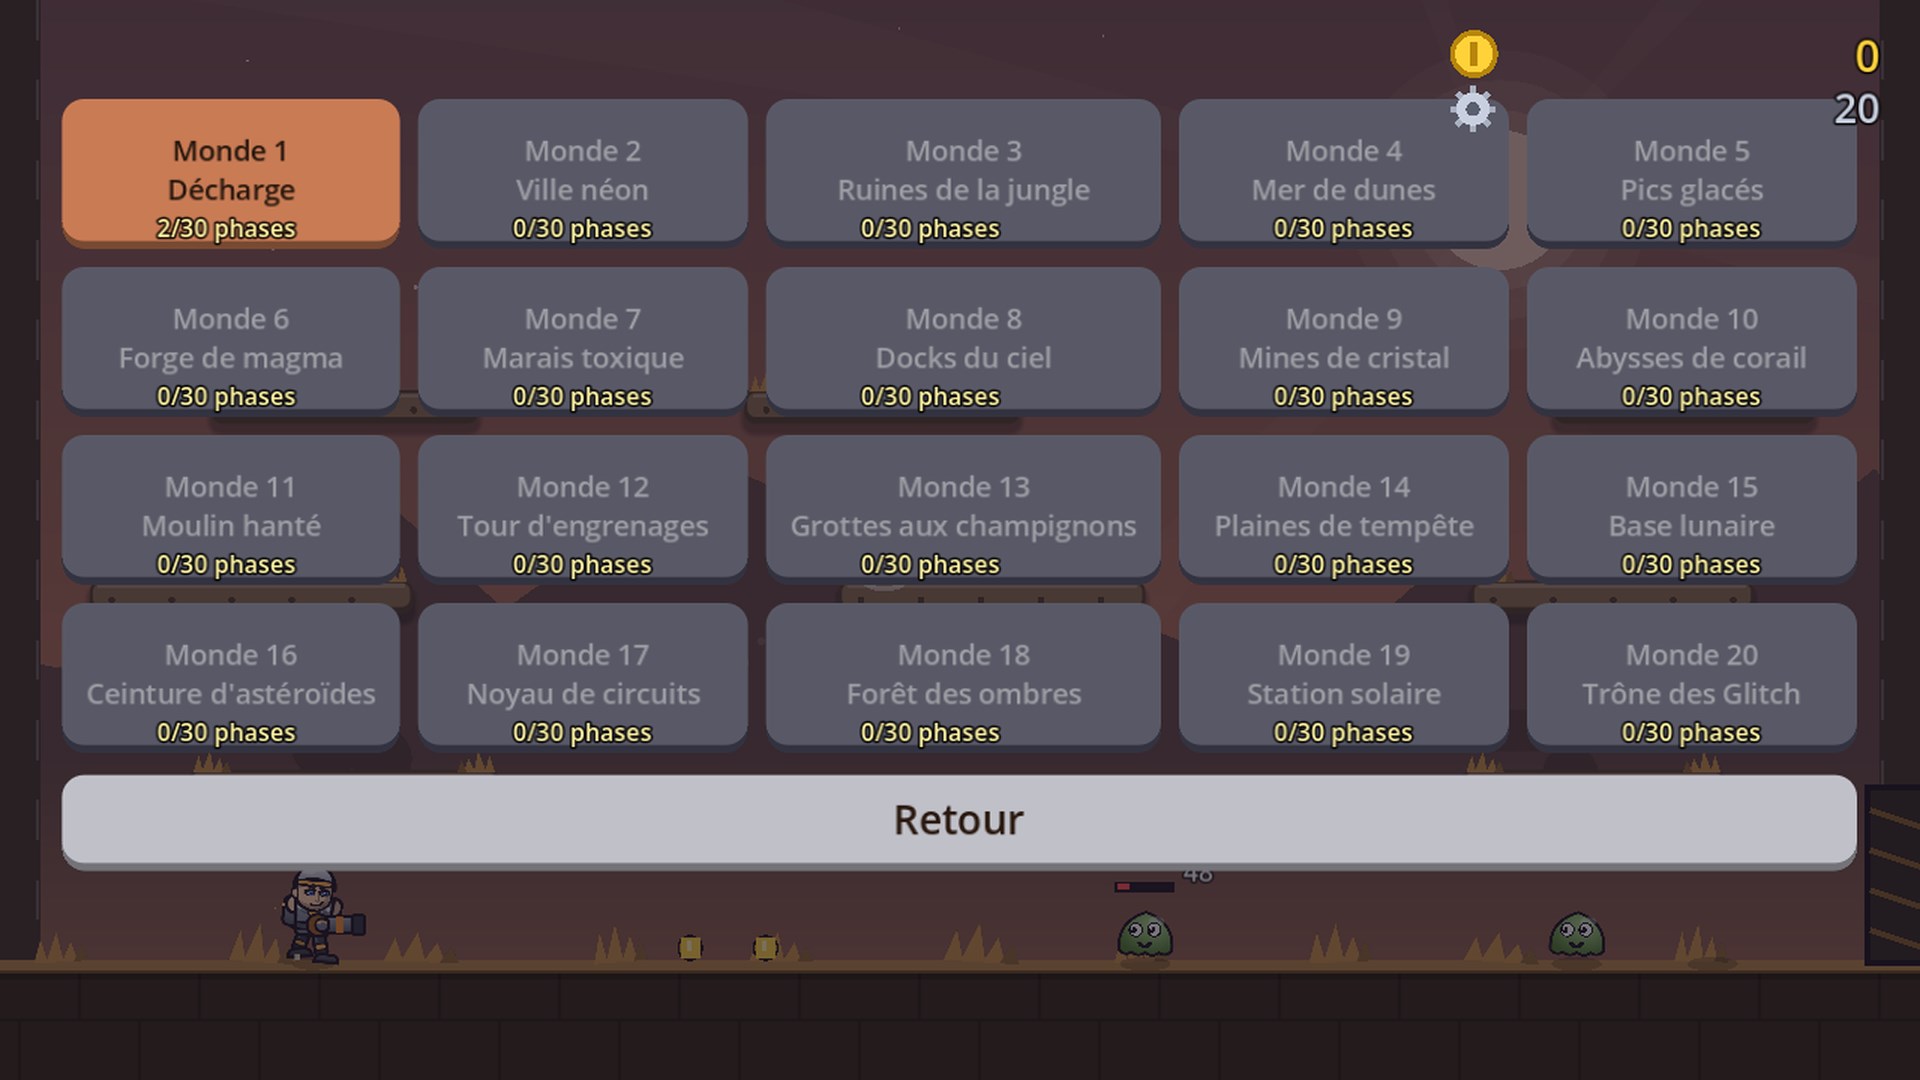 0
20
Monde 1
Décharge
2/30 phases
Monde 2
Ville néon
0/30 phases
Monde 3
Ruines de la jungle
0/30 phases
Monde 4
Mer de dunes
0/30 phases
Monde 5
Pics glacés
0/30 phases
Monde 6
Forge de magma
0/30 phases
Monde 7
Marais toxique
0/30 phases
Monde 8
Docks du ciel
0/30 phases
Monde 9
Mines de cristal
0/30 phases
Monde 10
Abysses de corail
0/30 phases
Monde 11
Moulin hanté
0/30 phases
Monde 12
Tour d'engrenages
0/30 phases
Monde 13
Grottes aux champignons
0/30 phases
Monde 14
Plaines de tempête
0/30 phases
Monde 15
Base lunaire
0/30 phases
Monde 16
Ceinture d'astéroïdes
0/30 phases
Monde 17
Noyau de circuits
0/30 phases
Monde 18
Forêt des ombres
0/30 phases
Monde 19
Station solaire
0/30 phases
Monde 20
Trône des Glitch
0/30 phases
Retour